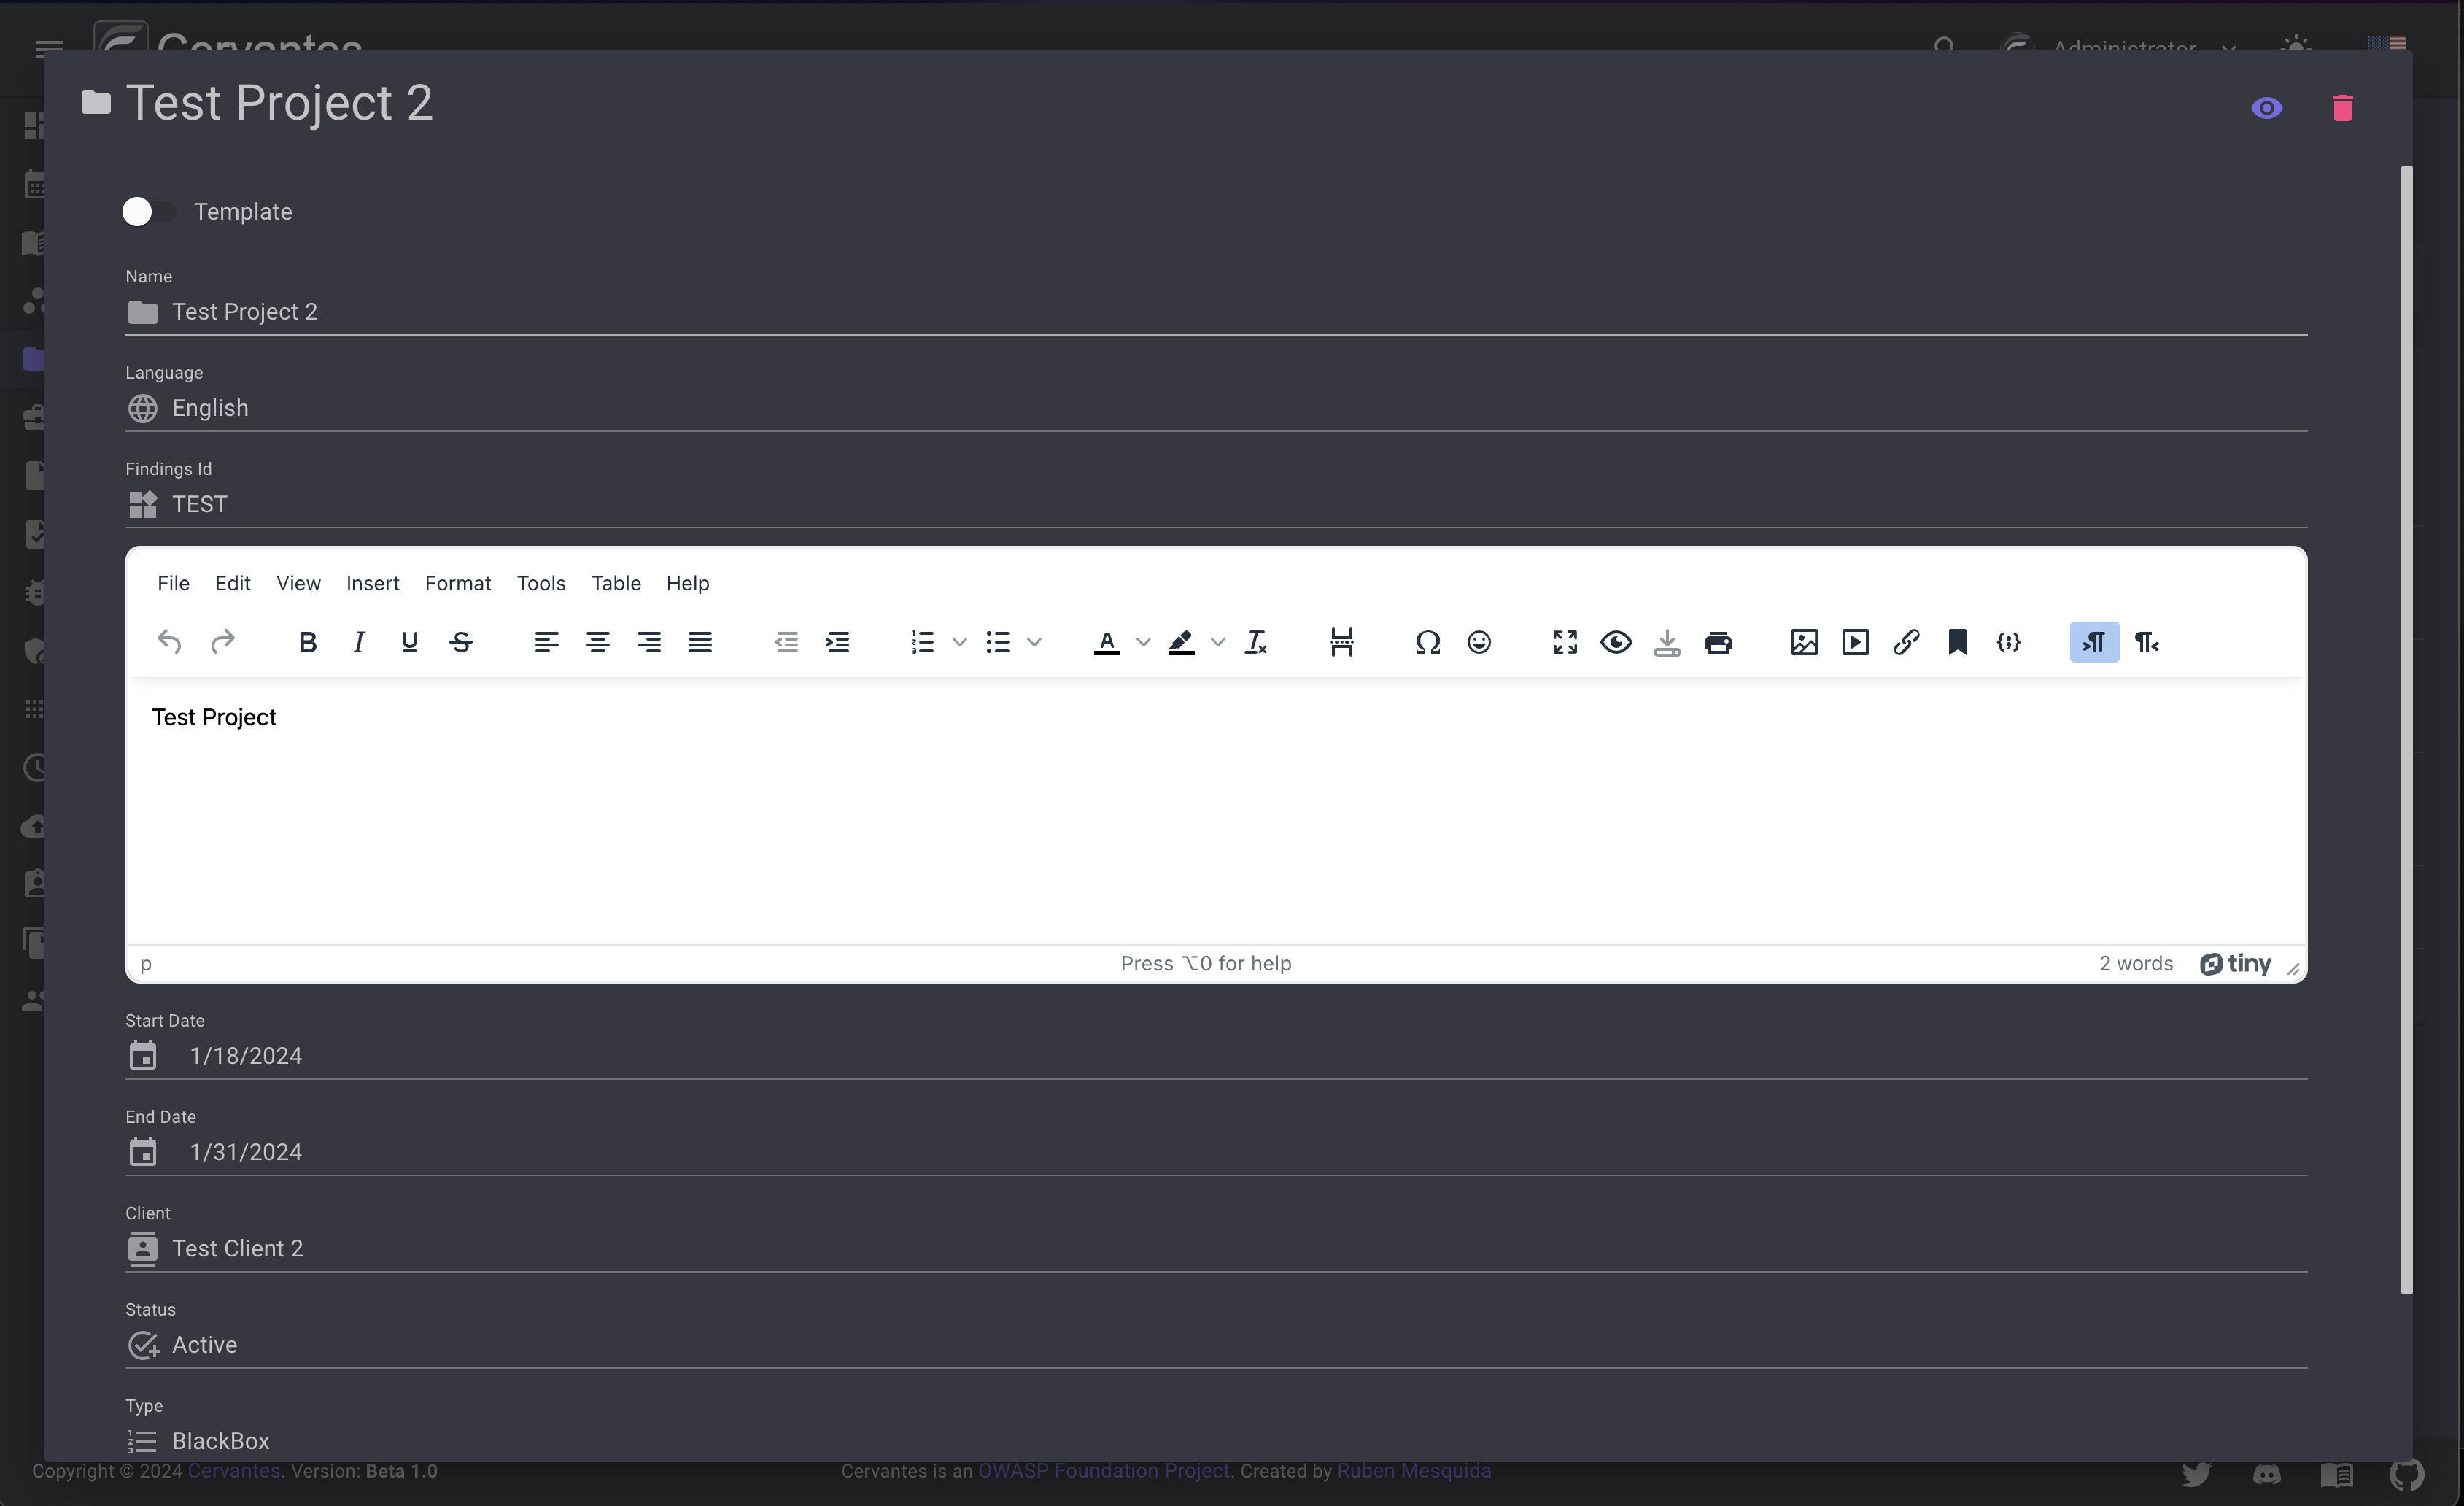 Cervantes
Administrator
Test Project 2
Template
Name
Test Project 2
Language
English
Findings Id
TEST
File Edit View Insert Format Tools Table Help
Test Project
p Press ⌥0 for help 2 words tiny
Start Date
1/18/2024
End Date
1/31/2024
Client
Test Client 2
Status
Active
Type
BlackBox
Copyright © 2024 Cervantes. Version: Beta 1.0 Cervantes is an OWASP Foundation Project. Created by Ruben Mesquida